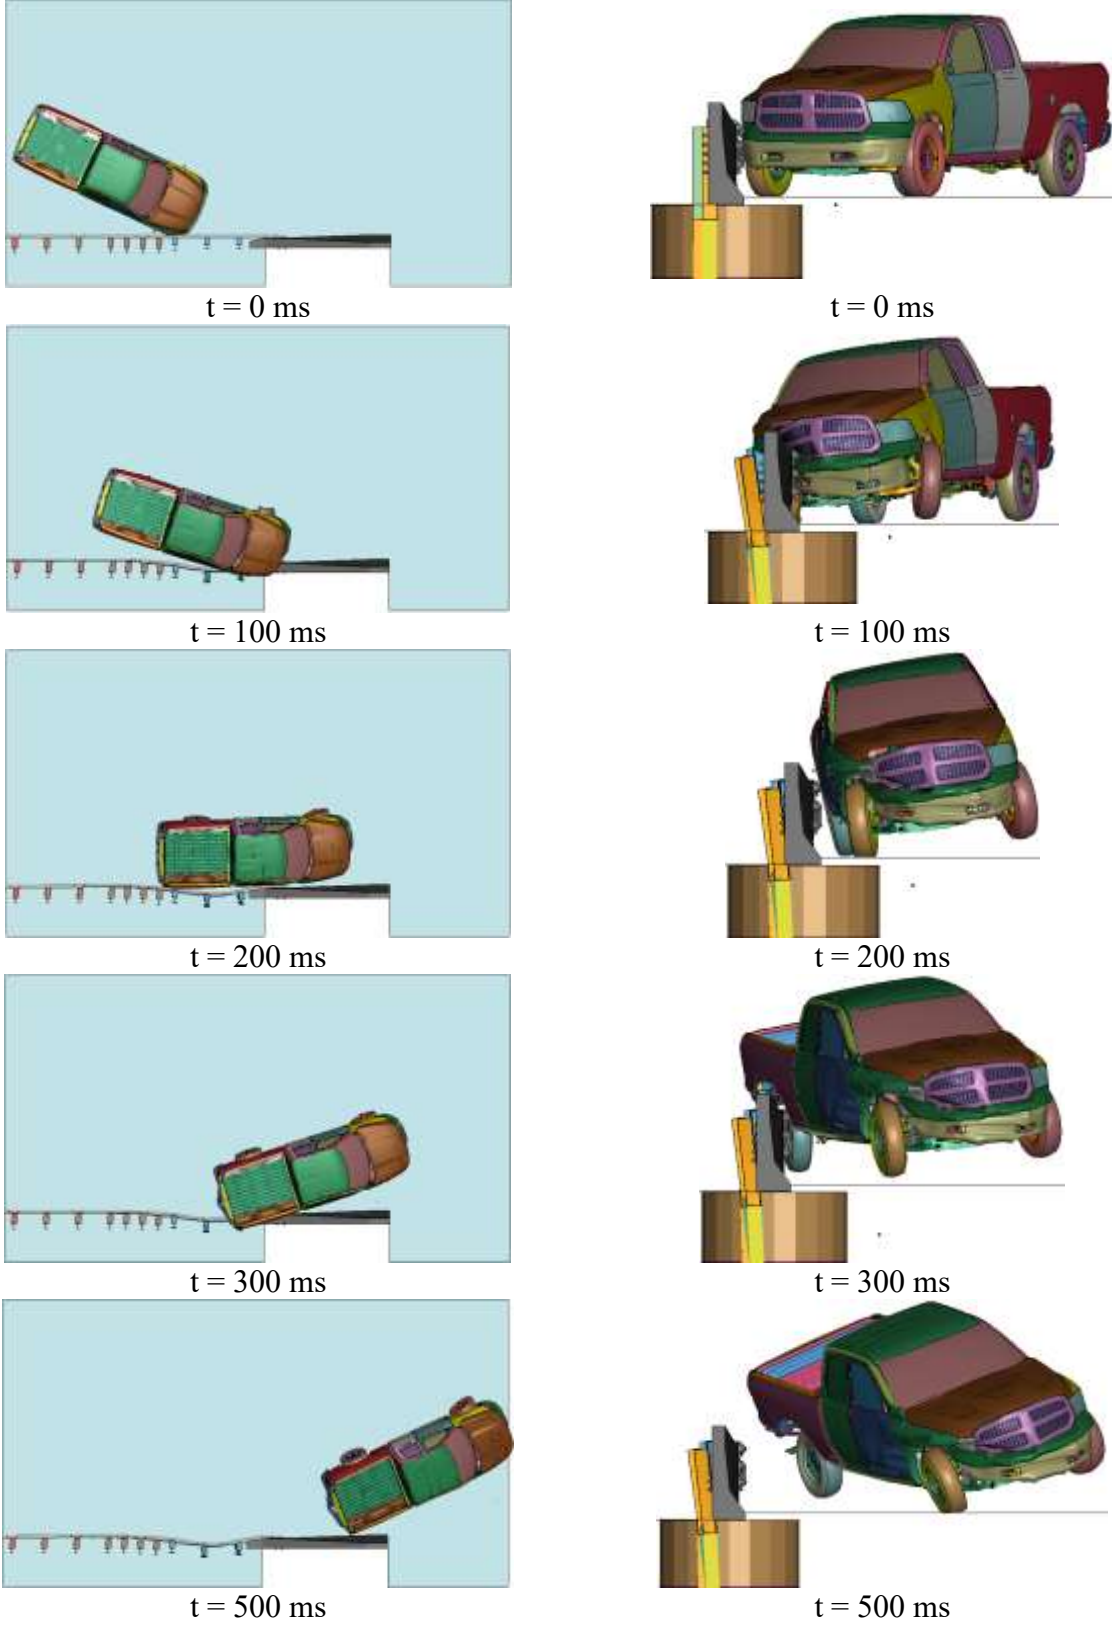 t = 0 ms
t = 0 ms
t = 100 ms
t = 100 ms
t = 200 ms
t = 200 ms
t = 300 ms
t = 300 ms
t = 500 ms
t = 500 ms